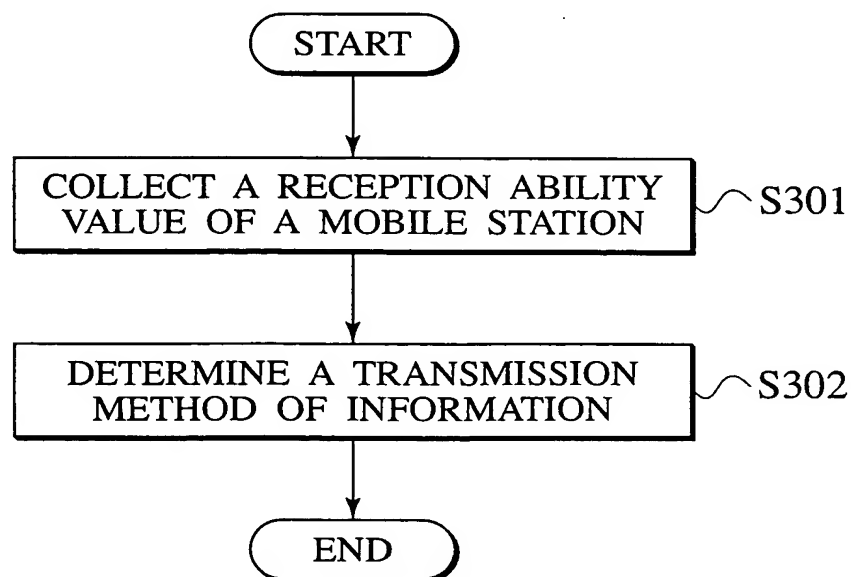 START
COLLECT A RECEPTION ABILITY
VALUE OF A MOBILE STATION
S301
DETERMINE A TRANSMISSION
METHOD OF INFORMATION
S302
END